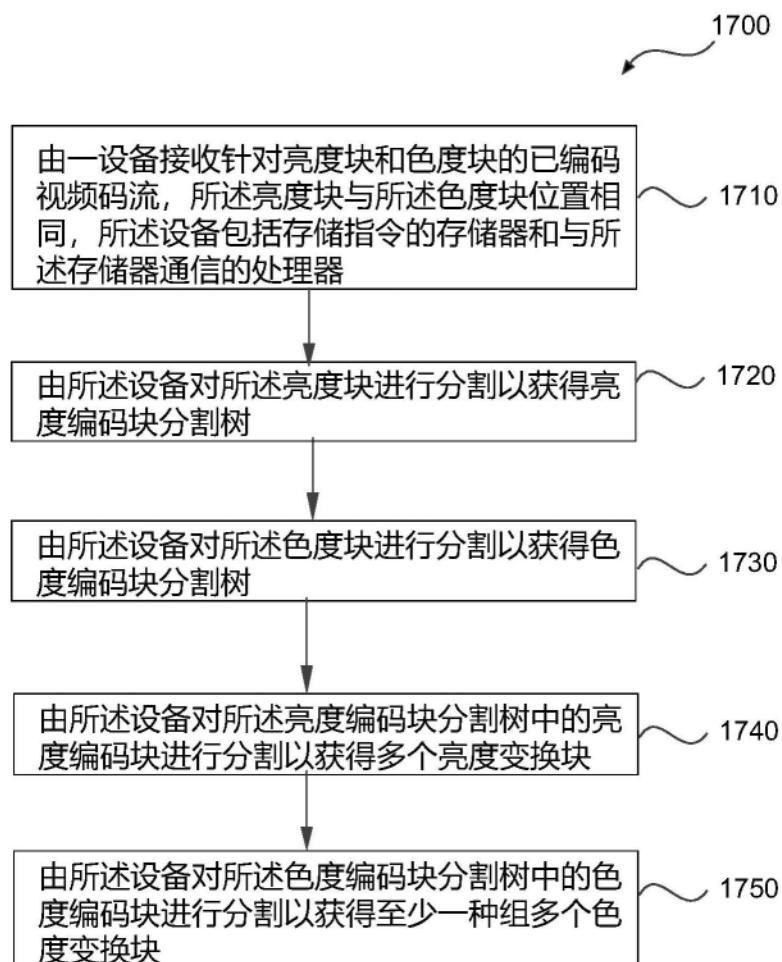 1700
由一设备接收针对亮度块和色度块的已编码
视频码流，所述亮度块与所述色度块位置相
同，所述设备包括存储指令的存储器和与所
述存储器通信的处理器
1710
由所述设备对所述亮度块进行分割以获得亮
度编码块分割树
1720
由所述设备对所述色度块进行分割以获得色
度编码块分割树
1730
由所述设备对所述亮度编码块分割树中的亮
度编码块进行分割以获得多个亮度变换块
1740
由所述设备对所述色度编码块分割树中的色
度编码块进行分割以获得至少一种组多个色
度变换块
1750